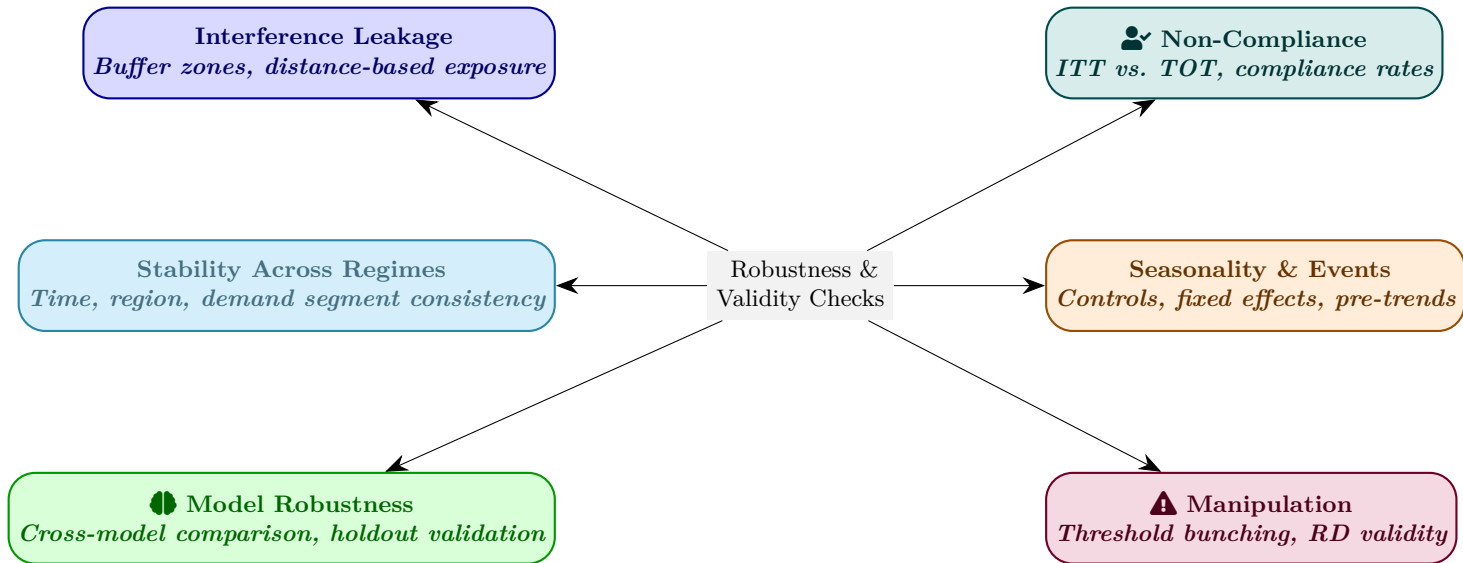 Interference Leakage
Buffer zones, distance-based exposure
Non-Compliance
ITT vs. TOT, compliance rates
Stability Across Regimes
Time, region, demand segment consistency
Robustness &
Validity Checks
Seasonality & Events
Controls, fixed effects, pre-trends
Model Robustness
Cross-model comparison, holdout validation
Manipulation
Threshold bunching, RD validity